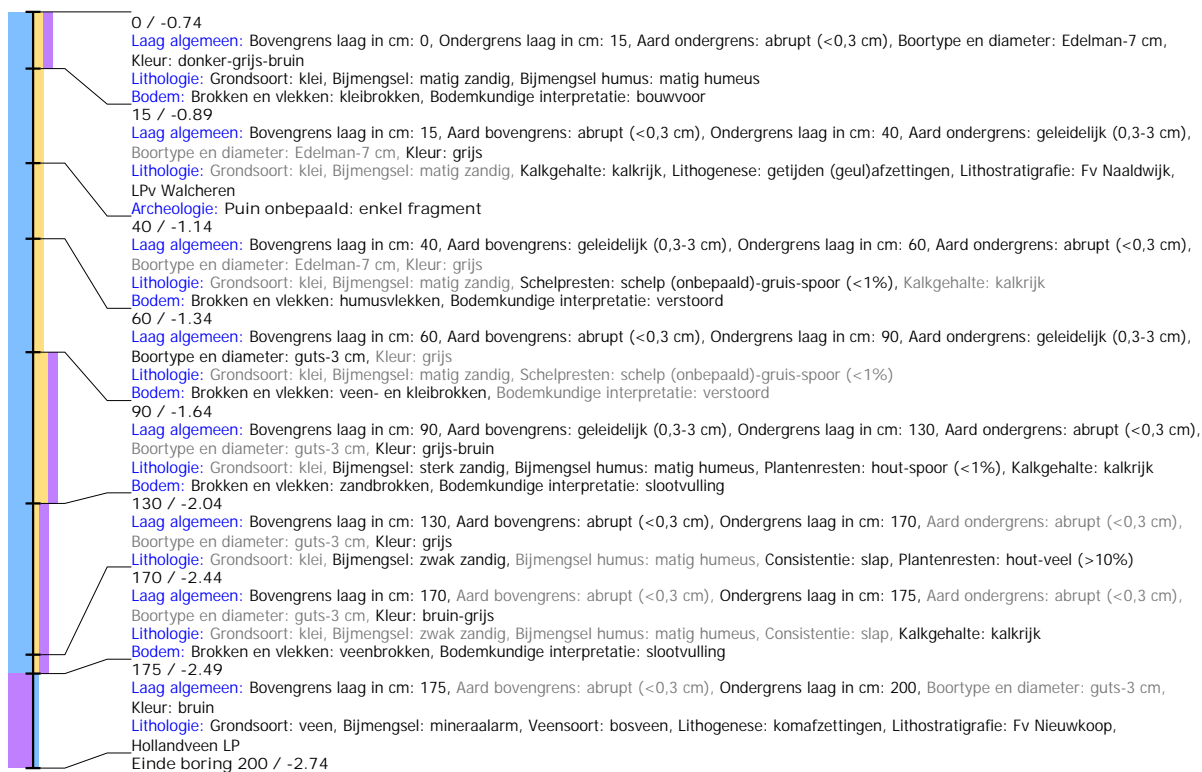 0 / -0.74
Laag algemeen: Bovengrens laag in cm: 0, Ondergrens laag in cm: 15, Aard ondergrens: abrupt (<0,3 cm), Boortype en diameter: Edelman-7 cm,
Kleur: donker-grijs-bruin
Lithologie: Grondsoort: klei, Bijmengsel: matig zandig, Bijmengsel humus: matig humeus
Bodem: Brokken en vlekken: kleibrokken, Bodemkundige interpretatie: bouwvoor
15 / -0.89
Laag algemeen: Bovengrens laag in cm: 15, Aard bovengrens: abrupt (<0,3 cm), Ondergrens laag in cm: 40, Aard ondergrens: geleidelijk (0,3-3 cm),
Boortype en diameter: Edelman-7 cm, Kleur: grijs
Lithologie: Grondsoort: klei, Bijmengsel: matig zandig, Kalkgehalte: kalkrijk, Lithogenese: getijden (geul)afzettingen, Lithostratigrafie: Fv Naaldwijk,
LPv Walcheren
Archeologie: Puin onbepaald: enkel fragment
40 / -1.14
Laag algemeen: Bovengrens laag in cm: 40, Aard bovengrens: geleidelijk (0,3-3 cm), Ondergrens laag in cm: 60, Aard ondergrens: abrupt (<0,3 cm),
Boortype en diameter: Edelman-7 cm, Kleur: grijs
Lithologie: Grondsoort: klei, Bijmengsel: matig zandig, Schelpresten: schelp (onbepaald)-gruis-spoor (<1%), Kalkgehalte: kalkrijk
Bodem: Brokken en vlekken: humusvlekken, Bodemkundige interpretatie: verstoord
60 / -1.34
Laag algemeen: Bovengrens laag in cm: 60, Aard bovengrens: abrupt (<0,3 cm), Ondergrens laag in cm: 90, Aard ondergrens: geleidelijk (0,3-3 cm),
Boortype en diameter: guts-3 cm, Kleur: grijs
Lithologie: Grondsoort: klei, Bijmengsel: matig zandig, Schelpresten: schelp (onbepaald)-gruis-spoor (<1%)
Bodem: Brokken en vlekken: veen- en kleibrokken, Bodemkundige interpretatie: verstoord
90 / -1.64
Laag algemeen: Bovengrens laag in cm: 90, Aard bovengrens: geleidelijk (0,3-3 cm), Ondergrens laag in cm: 130, Aard ondergrens: abrupt (<0,3 cm),
Boortype en diameter: guts-3 cm, Kleur: grijs-bruin
Lithologie: Grondsoort: klei, Bijmengsel: sterk zandig, Bijmengsel humus: matig humeus, Plantenresten: hout-spoor (<1%), Kalkgehalte: kalkrijk
Bodem: Brokken en vlekken: zandbrokken, Bodemkundige interpretatie: slootvulling
130 / -2.04
Laag algemeen: Bovengrens laag in cm: 130, Aard bovengrens: abrupt (<0,3 cm), Ondergrens laag in cm: 170, Aard ondergrens: abrupt (<0,3 cm),
Boortype en diameter: guts-3 cm, Kleur: grijs
Lithologie: Grondsoort: klei, Bijmengsel: zwak zandig, Bijmengsel humus: matig humeus, Consistentie: slap, Plantenresten: hout-veel (>10%)
170 / -2.44
Laag algemeen: Bovengrens laag in cm: 170, Aard bovengrens: abrupt (<0,3 cm), Ondergrens laag in cm: 175, Aard ondergrens: abrupt (<0,3 cm),
Boortype en diameter: guts-3 cm, Kleur: bruin-grijs
Lithologie: Grondsoort: klei, Bijmengsel: zwak zandig, Bijmengsel humus: matig humeus, Consistentie: slap, Kalkgehalte: kalkrijk
Bodem: Brokken en vlekken: veenbrokken, Bodemkundige interpretatie: slootvulling
175 / -2.49
Laag algemeen: Bovengrens laag in cm: 175, Aard bovengrens: abrupt (<0,3 cm), Ondergrens laag in cm: 200, Boortype en diameter: guts-3 cm,
Kleur: bruin
Lithologie: Grondsoort: veen, Bijmengsel: mineraalarm, Veensoort: bosveen, Lithogenese: komafzettingen, Lithostratigrafie: Fv Nieuwkoop,
Hollandveen LP
Einde boring 200 / -2.74